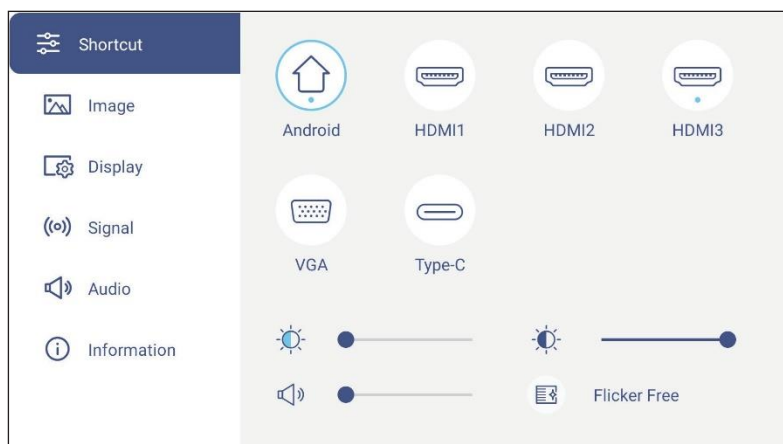 Shortcut
Image
Display
Signal
Audio
Information
Android HDMI1 HDMI2 HDMI3
VGA Type-C
Flicker Free